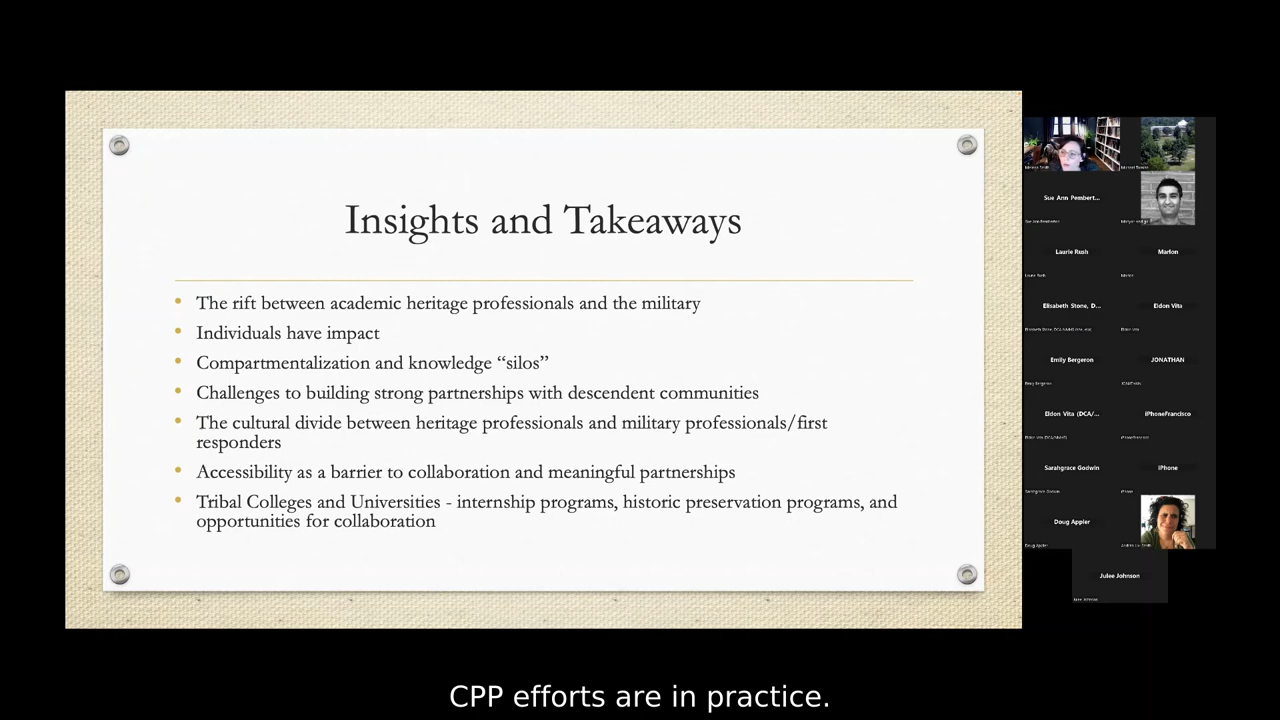 Insights and Takeaways
The rift between academic heritage professionals and the military
Individuals have impact
Compartmentalization and knowledge “silos”
Challenges to building strong partnerships with descendent communities
The cultural divide between heritage professionals and military professionals/first
responders
Accessibility as a barrier to collaboration and meaningful partnerships
Tribal Colleges and Universities - internship programs, historic preservation programs, and
opportunities for collaboration
Sue Ann Pembert...
Laurie Rush
Marlon
Elisabeth Stone, D...
Eldon Vita
Emily Bergeron
JONATHAN
Eldon Vita (DCA/...
iPhoneFrancisco
Sarahgrace Godwin
iPhone
Doug Appler
Julee Johnson
CPP efforts are in practice.